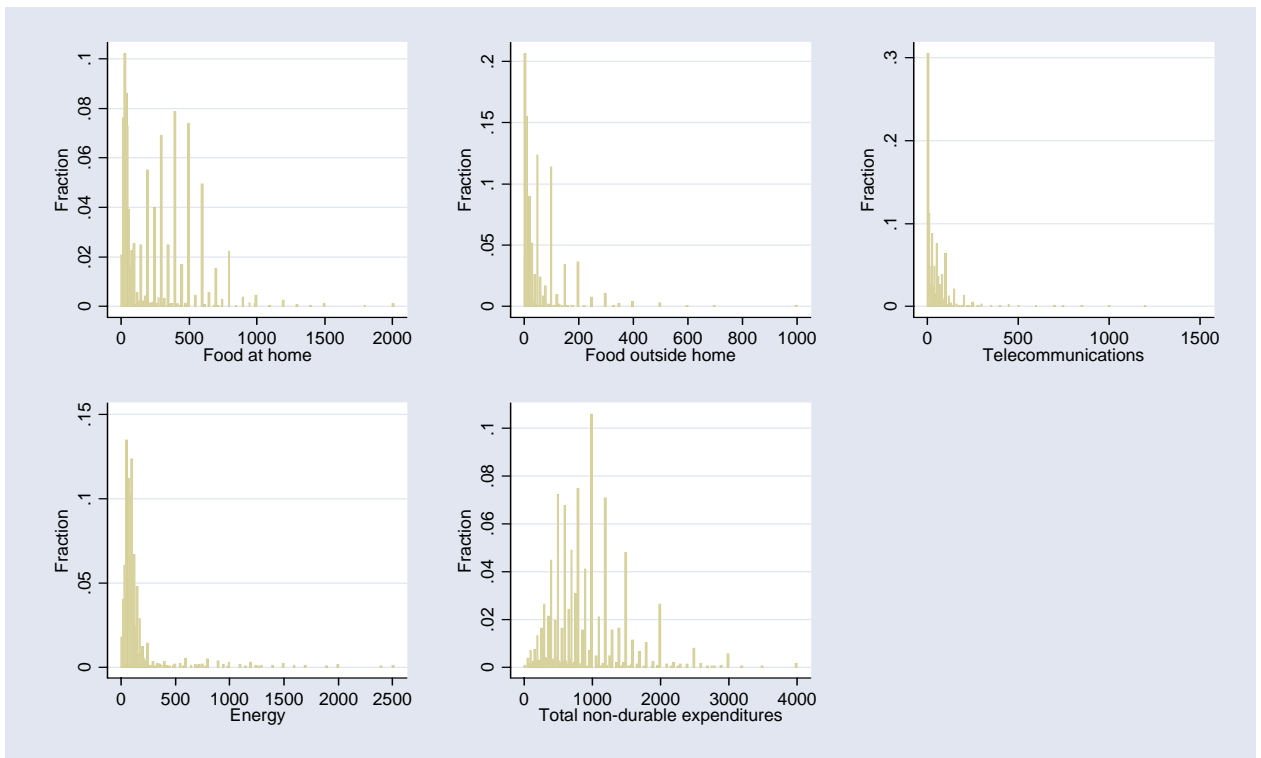 Fraction
0 .02 .04 .06 .08 .1
0 500 1000 1500 2000
Food at home
Fraction
0 .05 .1 .15 .2
0 200 400 600 800 1000
Food outside home
Fraction
0 .1 .2 .3
0 500 1000 1500
Telecommunications
Fraction
0 .05 .1 .15
0 500 1000 1500 2000 2500
Energy
Fraction
0 .02 .04 .06 .08 .1
0 1000 2000 3000 4000
Total non-durable expenditures